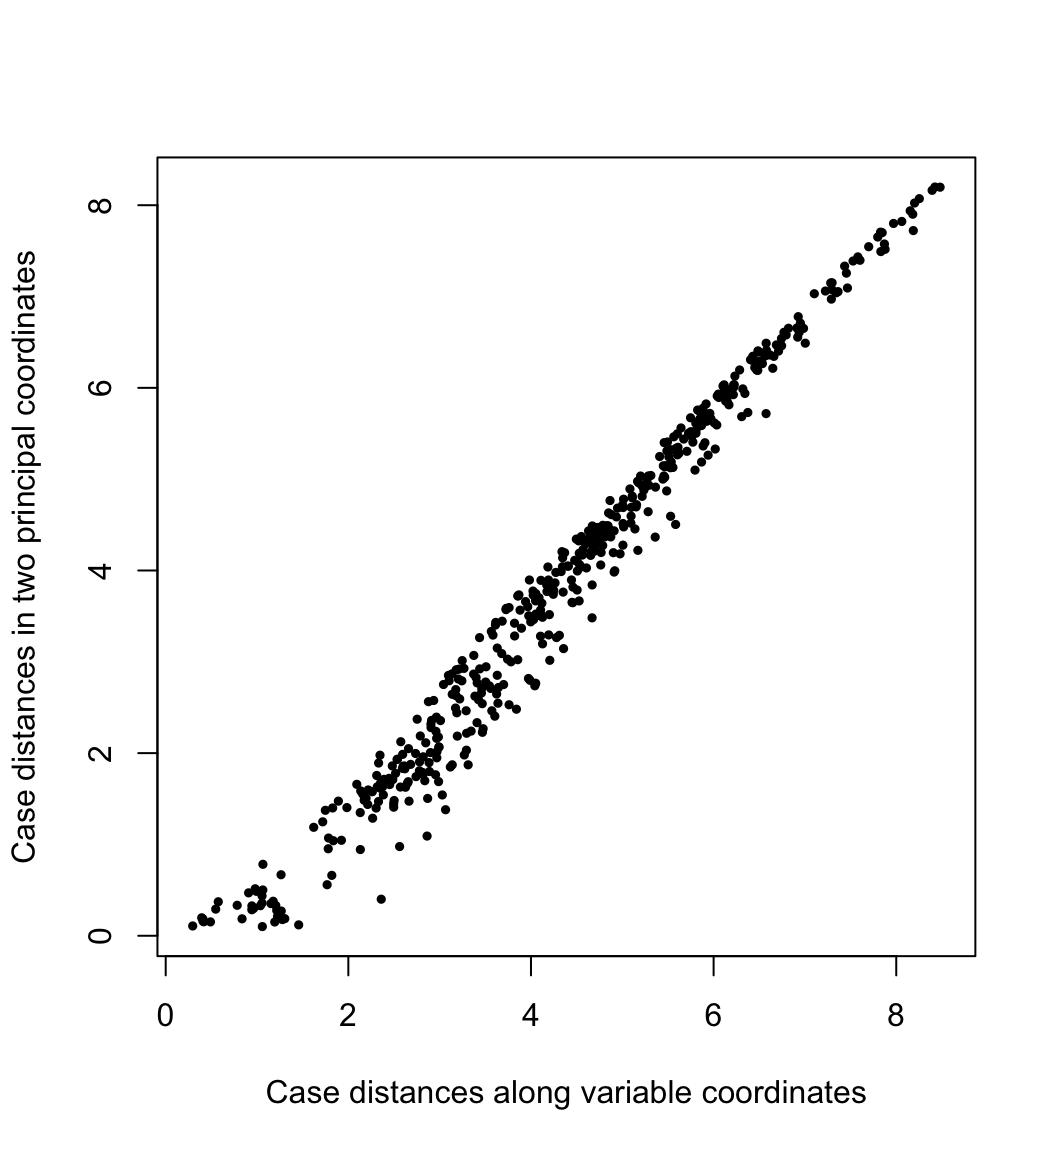 Case distances in two principal coordinates
8
6
4
2
0
0 2 4 6 8
Case distances along variable coordinates